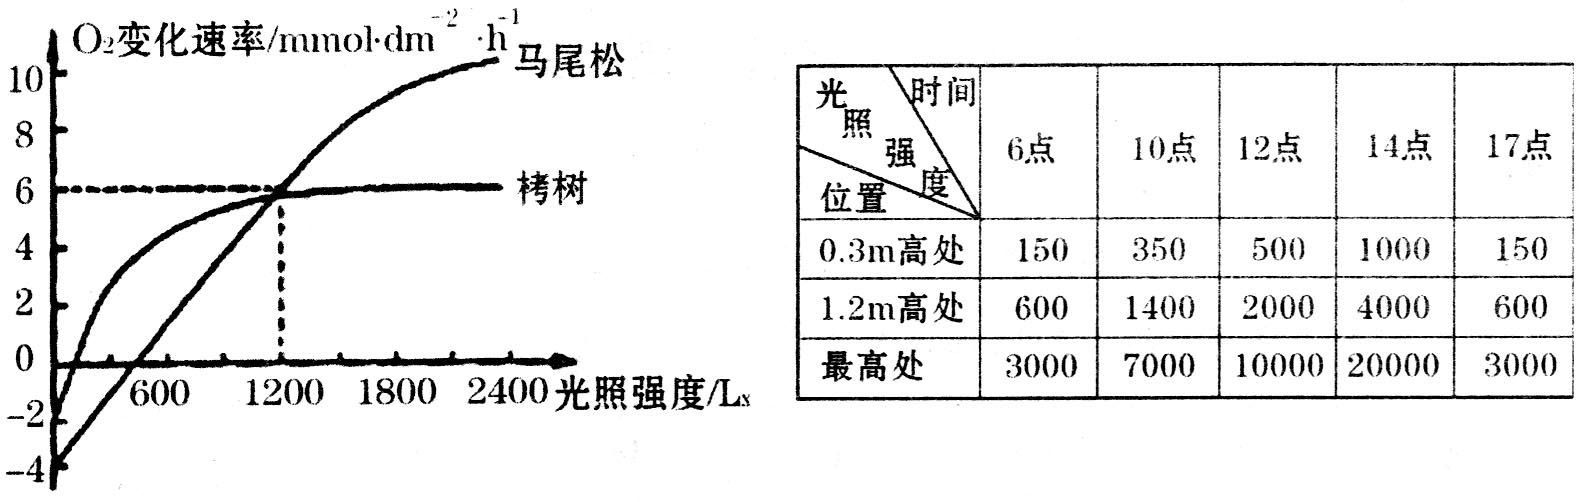 O₂变化速率/mmol·dm⁻²·h⁻¹
马尾松
10
8
6
栲树
4
2
0
600 1200 1800 2400 光照强度/Lx
-2
-4
光照强度 时间 位置 6点 10点 12点 14点 17点
0.3m高处 150 350 500 1000 150
1.2m高处 600 1400 2000 4000 600
最高处 3000 7000 10000 20000 3000